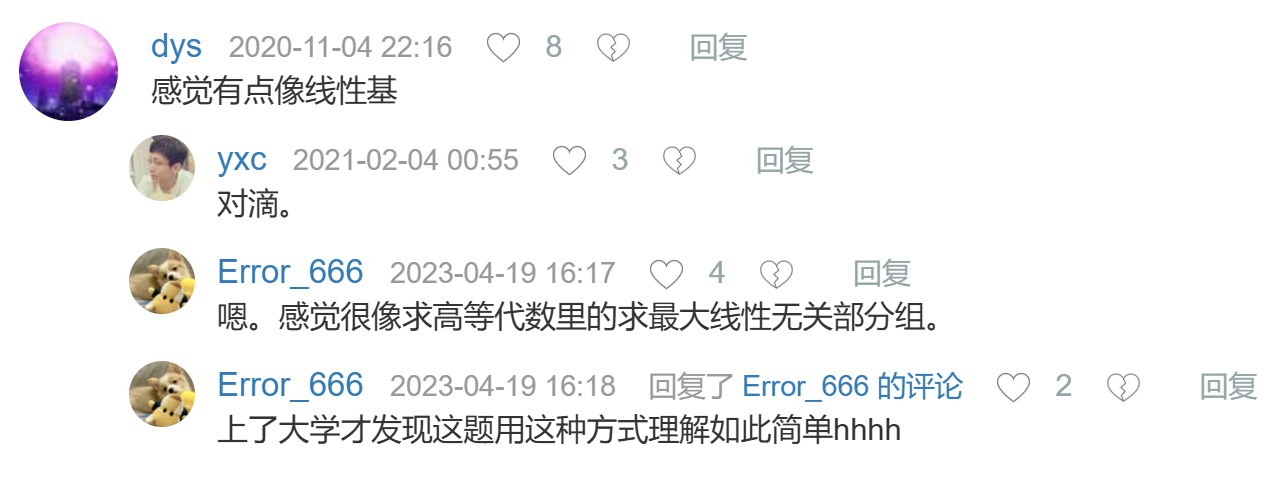 dys 2020-11-04 22:16 8 回复
感觉有点像线性基
yxc 2021-02-04 00:55 3 回复
对滴。
Error_666 2023-04-19 16:17 4 回复
嗯。感觉很像求高等代数里的求最大线性无关部分组。
Error_666 2023-04-19 16:18 回复了 Error_666 的评论 2 回复
上了大学才发现这题用这种方式理解如此简单hhhh